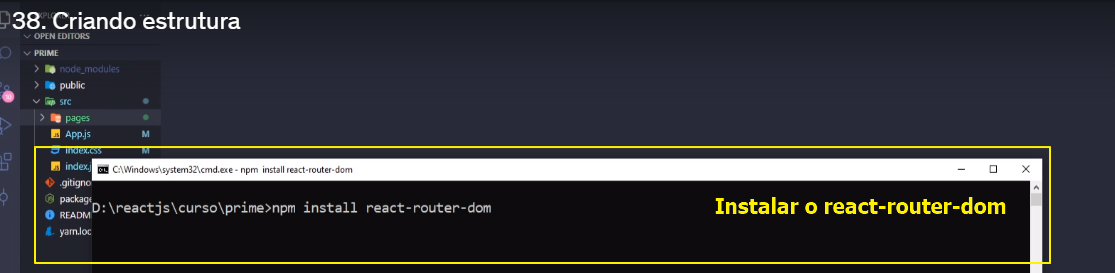 38. Criando estrutura
OPEN EDITORS
PRIME
node_modules
public
src
pages
App.js M
index.css M
index.j
.gitigno
package
README
yarn.loc
C:\Windows\system32\cmd.exe - npm install react-router-dom
D:\reactjs\curso\prime>npm install react-router-dom
Instalar o react-router-dom